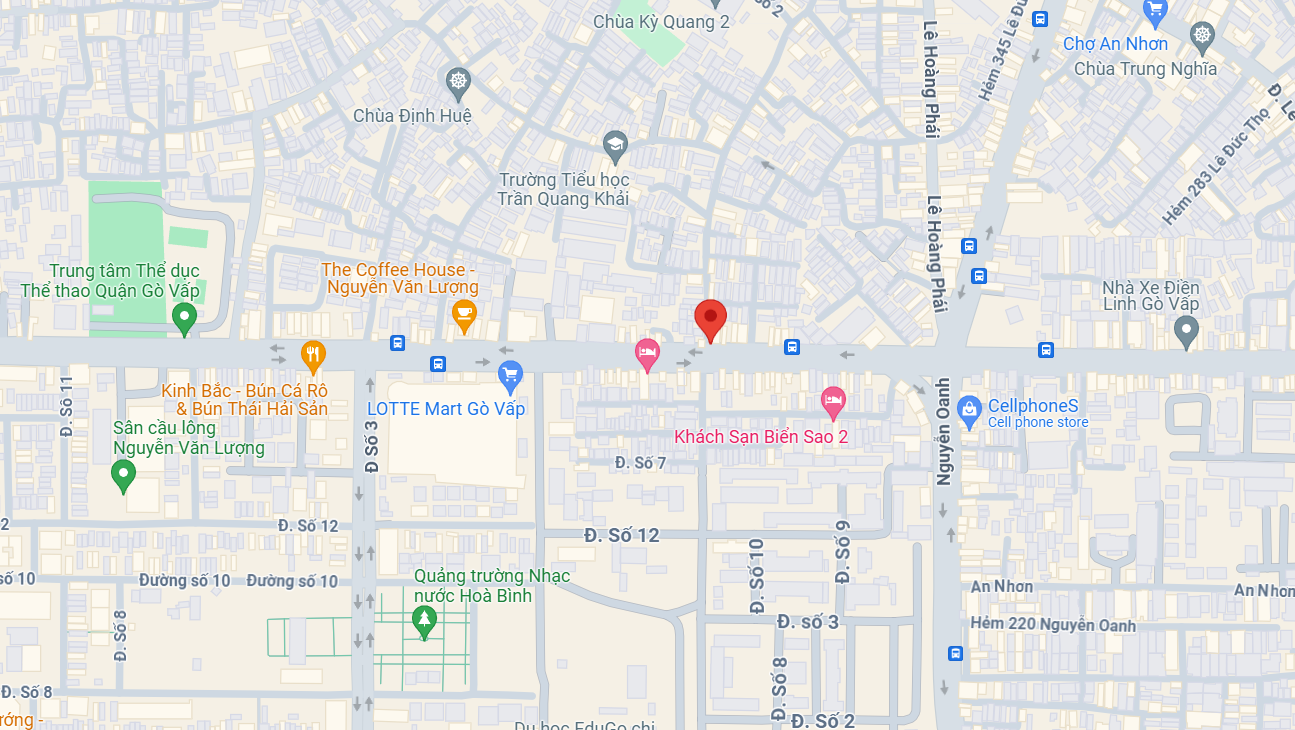 Chùa Kỳ Quang 2
Số 2
Lê Hoàng Phái
Hẻm 345 Lê Đứ
Chợ An Nhơn
Chùa Trung Nghĩa
Đ. Lê
Chùa Định Huệ
Hẻm 283 Lê Đức Thọ
Trường Tiểu học
Trần Quang Khải
Lê Hoàng Phái
Trung tâm Thể dục
Thể thao Quận Gò Vấp
The Coffee House -
Nguyễn Văn Lượng
Nhà Xe Điền
Linh Gò Vấp
Kinh Bắc - Bún Cá Rô
& Bún Thái Hải Sản
LOTTE Mart Gò Vấp
Đ. Số 11
Sân cầu lông
Nguyễn Văn Lượng
Đ Số 3
Khách Sạn Biển Sao 2
Nguyễn Oanh
CellphoneS
Cell phone store
Đ. Số 7
2
Đ. Số 12
Đ. Số 12
Đ. Số 9
Đ. Số 10
số 10
Đường số 10
Đường số 10
Quảng trường Nhạc
nước Hoà Bình
An Nhơn
An Nhơn
Đ. Số 8
Đ. số 3
Hẻm 220 Nguyễn Oanh
Đ. Số 8
Đ. Số 8
Đ. Số 2
ướng -
Du học EduGo chi